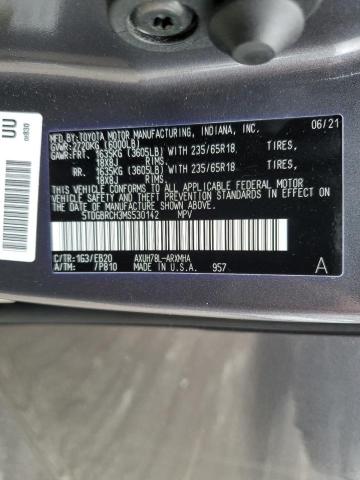 MFD. BY: TOYOTA MOTOR MANUFACTURING, INDIANA, INC. 06/21
GVWR: 2720KG (6000LB)
GAWR: FRT. 1635KG (3605LB) WITH 235/65R18 TIRES,
18X8J RIMS.
RR. 1635KG (3605LB) WITH 235/65R18 TIRES,
18X8J RIMS.
THIS VEHICLE CONFORMS TO ALL APPLICABLE FEDERAL MOTOR
VEHICLE SAFETY AND THEFT PREVENTION STANDARDS IN EFFECT
ON THE DATE OF MANUFACTURE SHOWN ABOVE.
5TDGBRCH3MS530142 MPV
C/TR: 1G3/EB20 AXUH78L-ARXMHA
A/TM: /P810 MADE IN U.S.A. 957 A